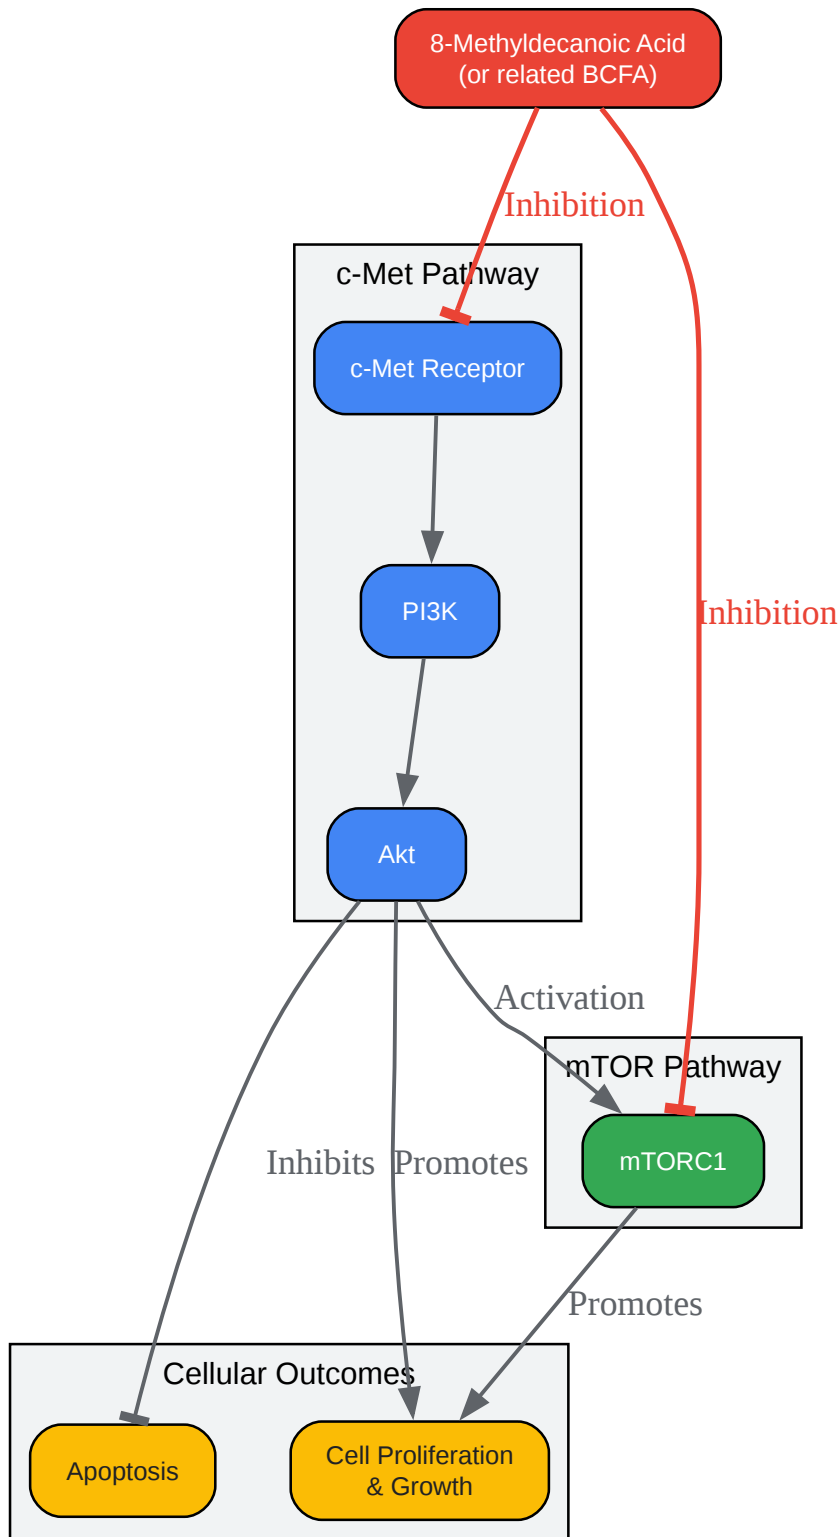 8-Methyldecanoic Acid
(or related BCFA)
Inhibition
c-Met Pathway
c-Met Receptor
PI3K
Inhibition
Akt
Activation
mTOR Pathway
mTORC1
Inhibits
Promotes
Promotes
Cellular Outcomes
Apoptosis
Cell Proliferation
& Growth